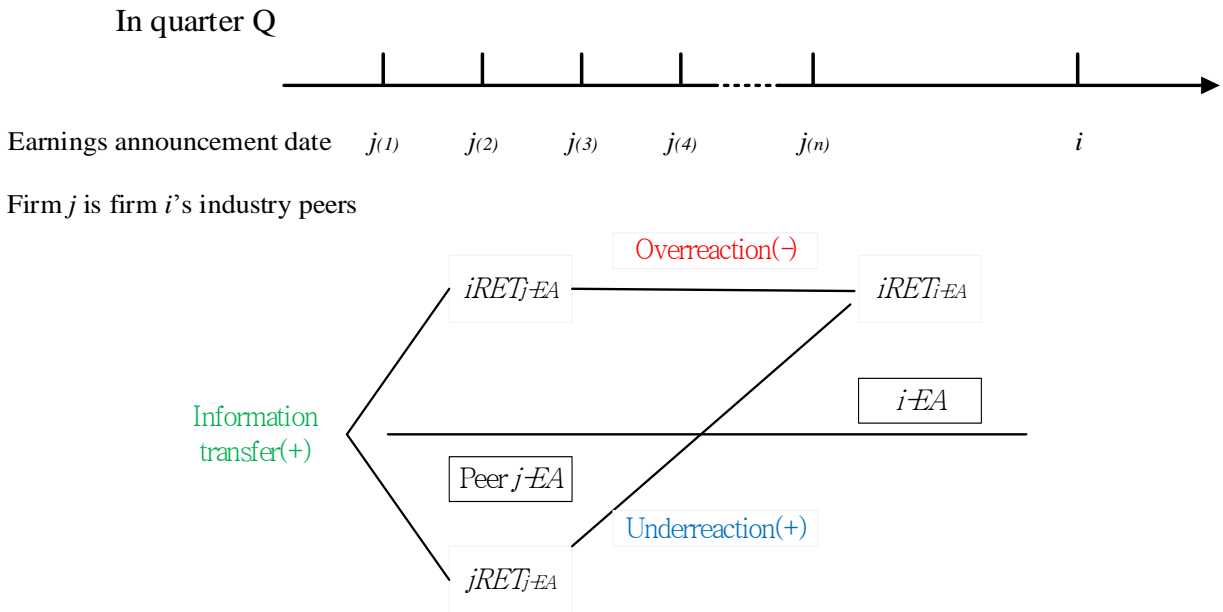 In quarter Q
Earnings announcement date j(1) j(2) j(3) j(4) j(n) i
Firm j is firm i’s industry peers
Overreaction(-)
iRETj-EA iRETi-EA
i-EA
Information
transfer(+)
Peer j-EA
Underreaction(+)
jRETj-EA